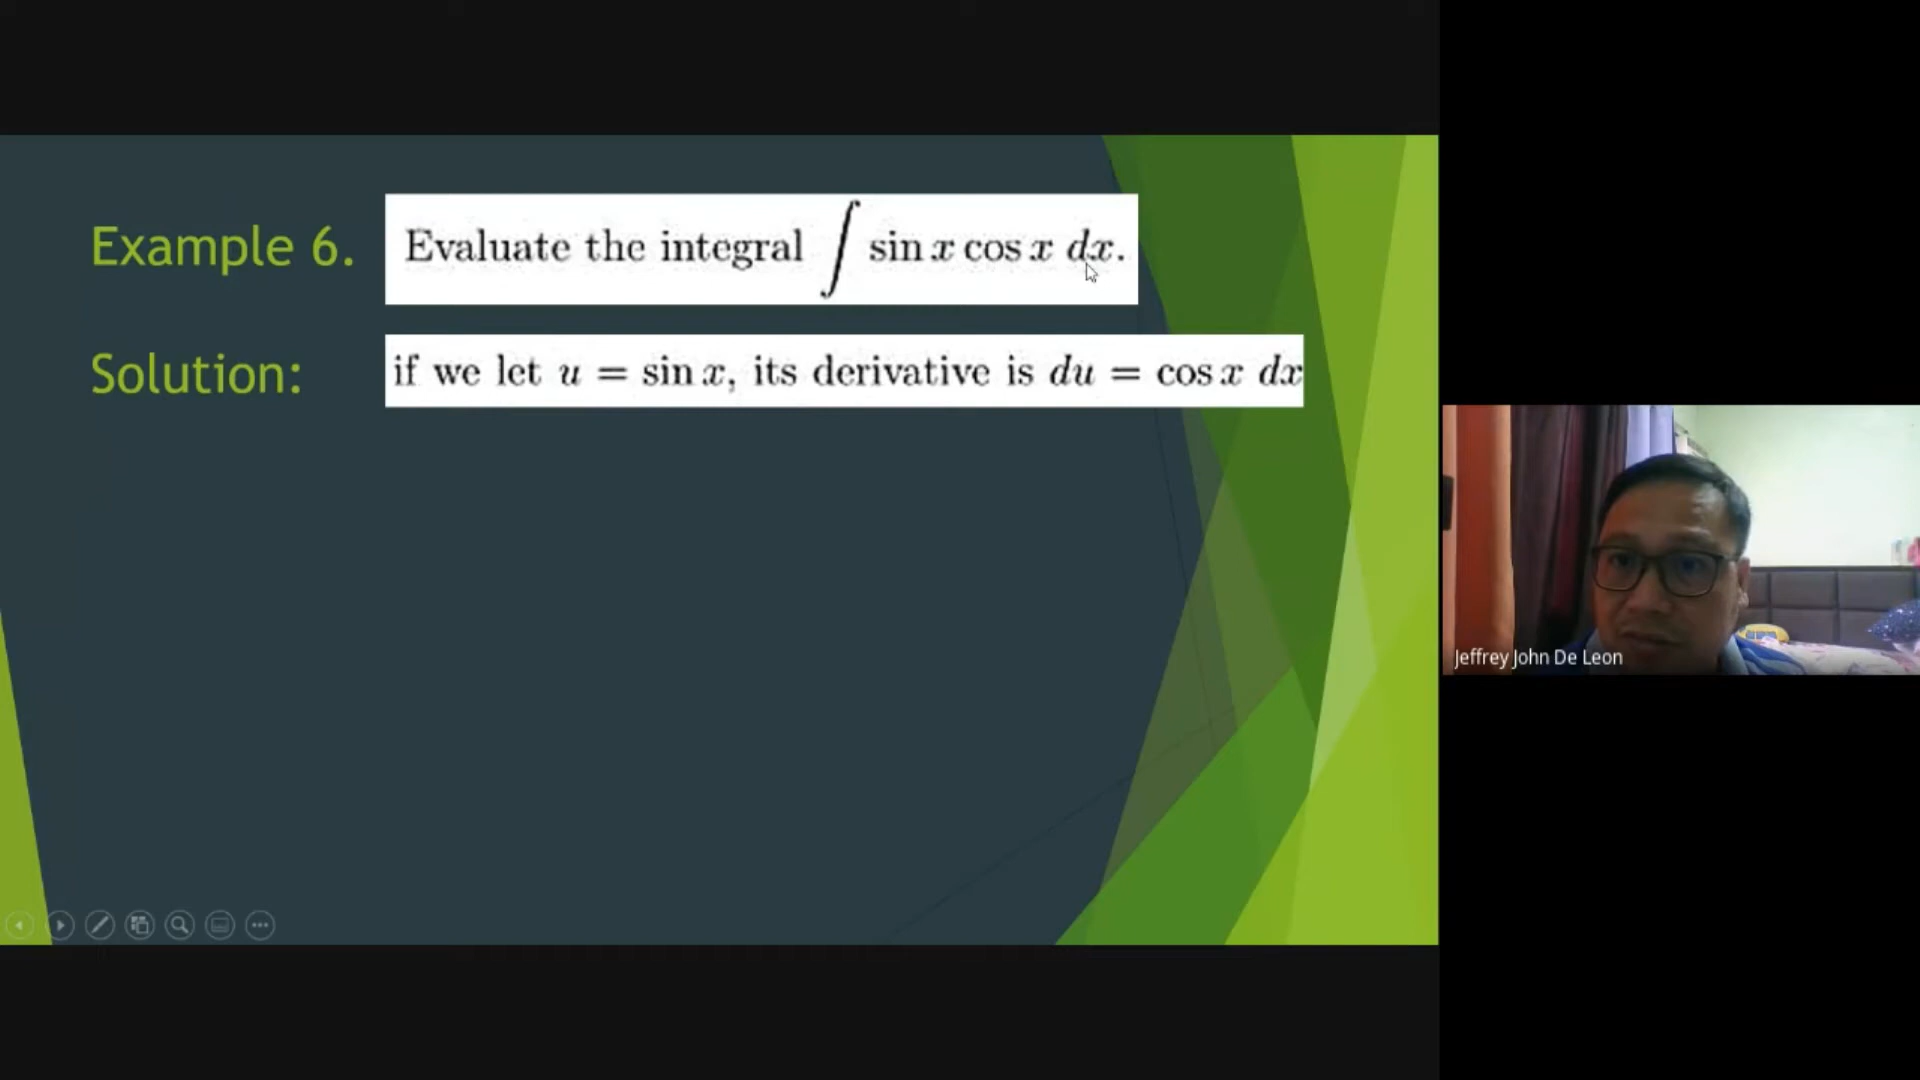 Example 6.
Evaluate the integral ∫ sin x cos x dx.
Solution:
if we let u = sin x, its derivative is du = cos x dx
Jeffrey John De Leon